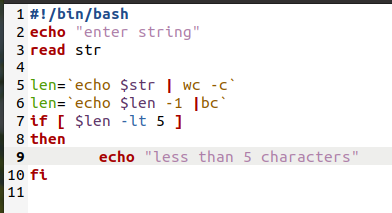 1 #!/bin/bash
2 echo "enter string"
3 read str
4
5 len=`echo $str | wc -c`
6 len=`echo $len -1 |bc`
7 if [ $len -lt 5 ]
8 then
9         echo "less than 5 characters"
10 fi
11